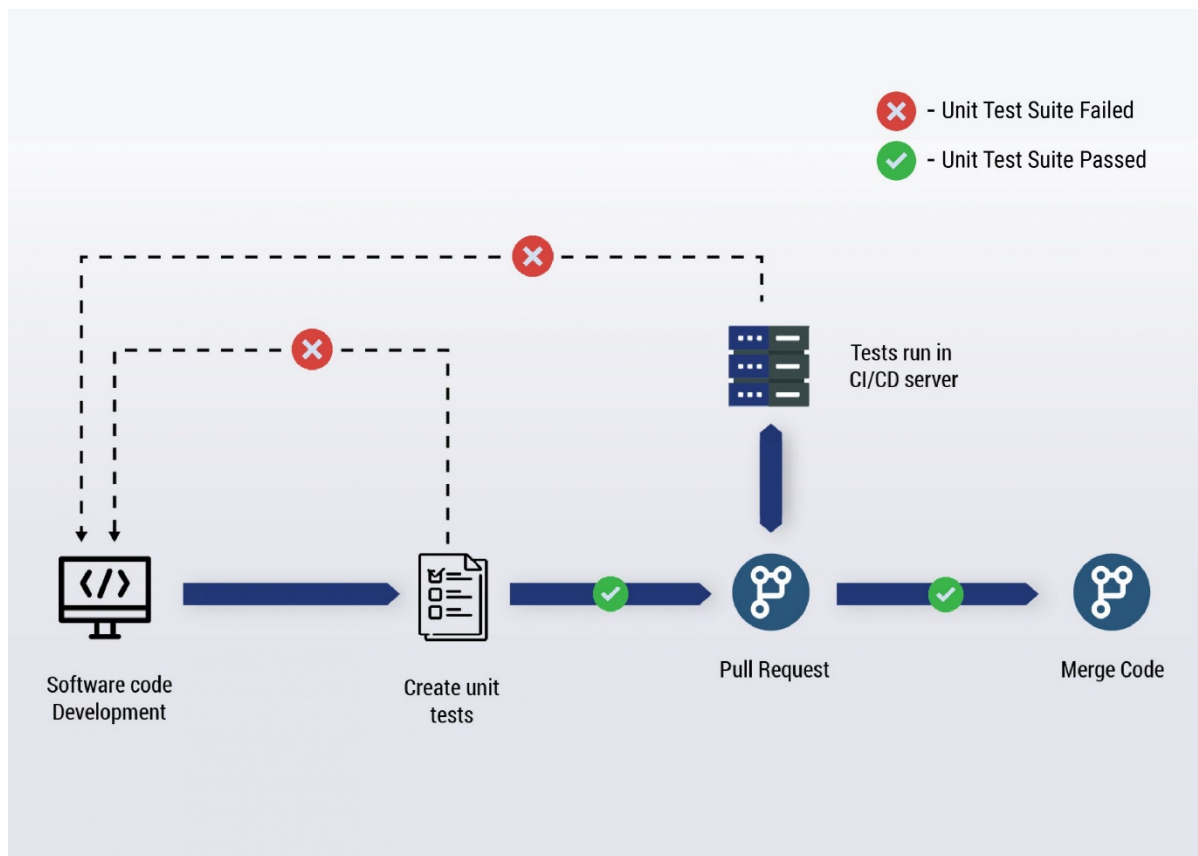 - Unit Test Suite Failed
- Unit Test Suite Passed
Tests run in
CI/CD server
</>
Software code
Development
Create unit
tests
Pull Request
Merge Code